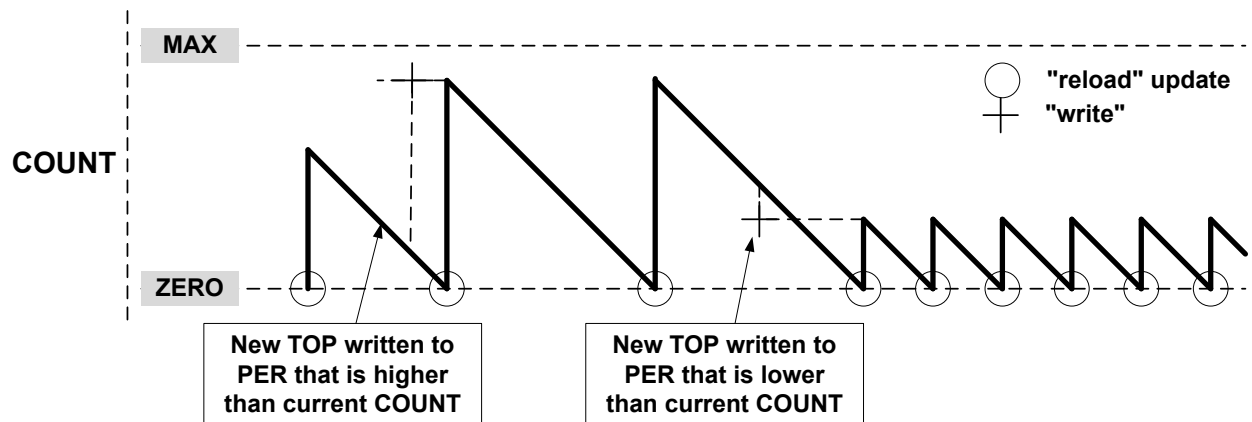 MAX
"reload" update
"write"
COUNT
ZERO
New TOP written to
PER that is higher
than current COUNT
New TOP written to
PER that is lower
than current COUNT